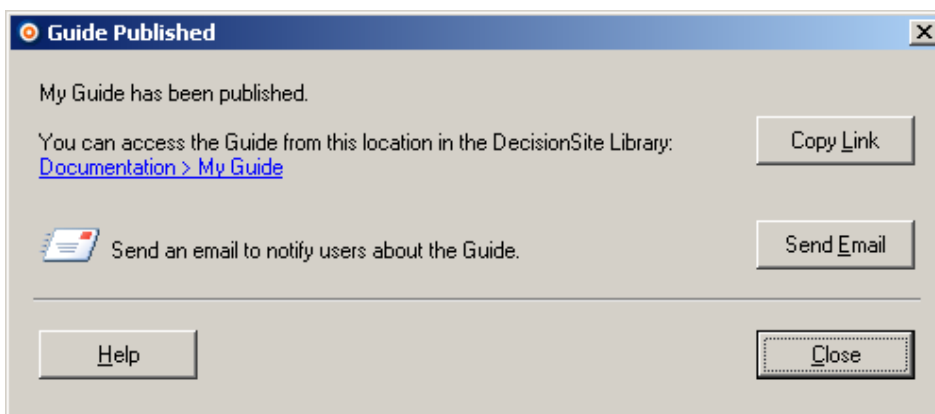 Guide Published
My Guide has been published.
You can access the Guide from this location in the DecisionSite Library:
Documentation > My Guide
Copy Link
Send an email to notify users about the Guide.
Send Email
Help
Close